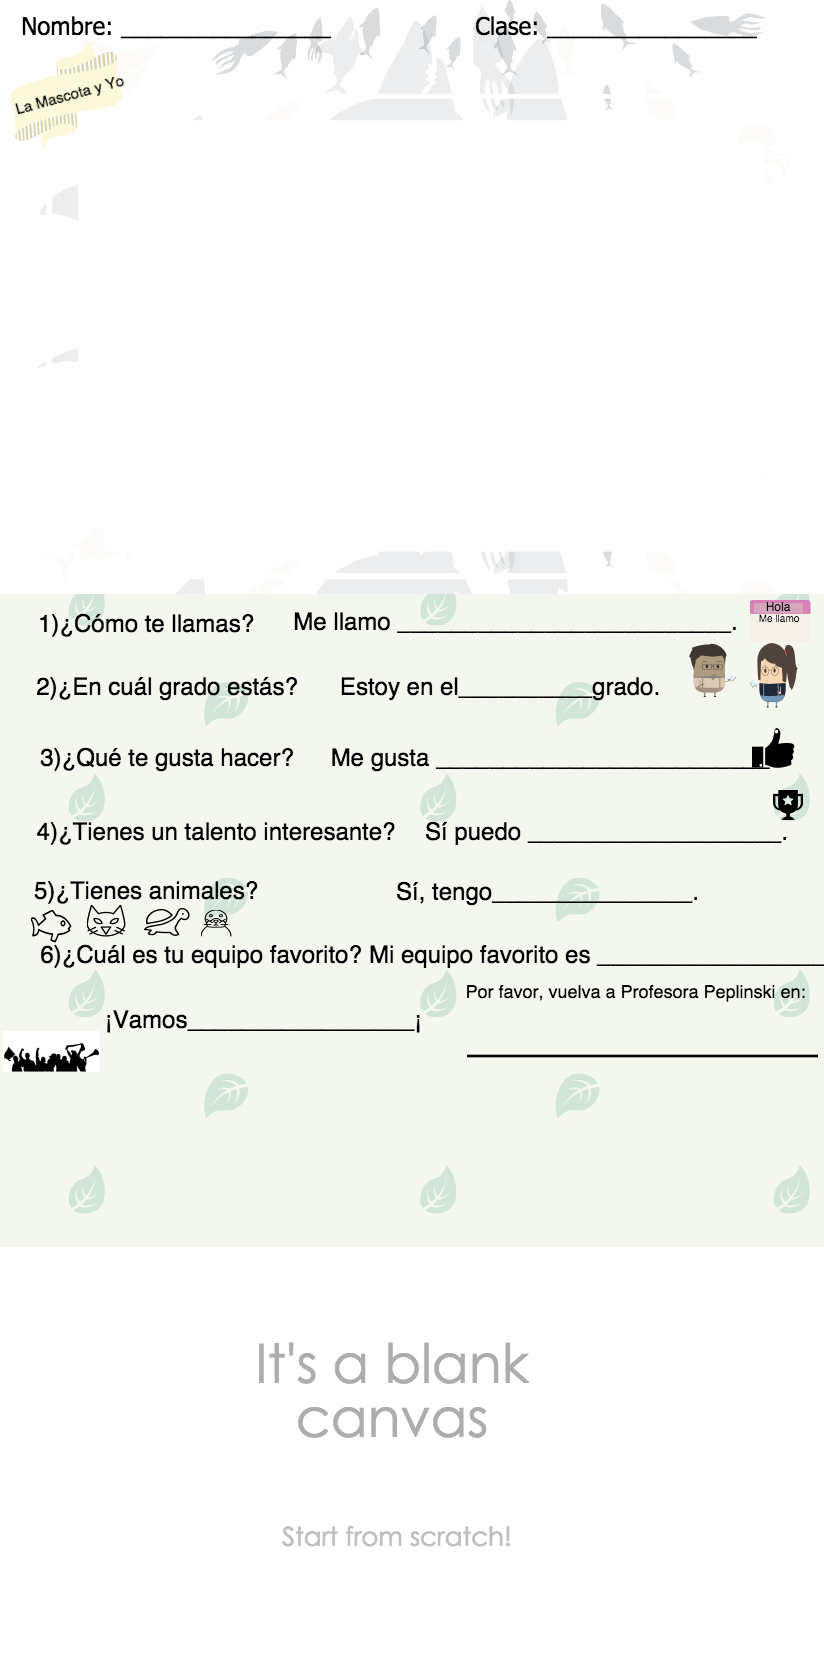 Nombre: ________________ Clase: ________________
La Mascota y Yo
1)¿Cómo te llamas? Me llamo _________________________.
Hola
Me llamo
2)¿En cuál grado estás? Estoy en el__________grado.
3)¿Qué te gusta hacer? Me gusta _________________________
4)¿Tienes un talento interesante? Sí puedo ___________________.
5)¿Tienes animales? Sí, tengo_______________.
6)¿Cuál es tu equipo favorito? Mi equipo favorito es _________________
Por favor, vuelva a Profesora Peplinski en:
¡Vamos_________________¡
It's a blank
canvas
Start from scratch!